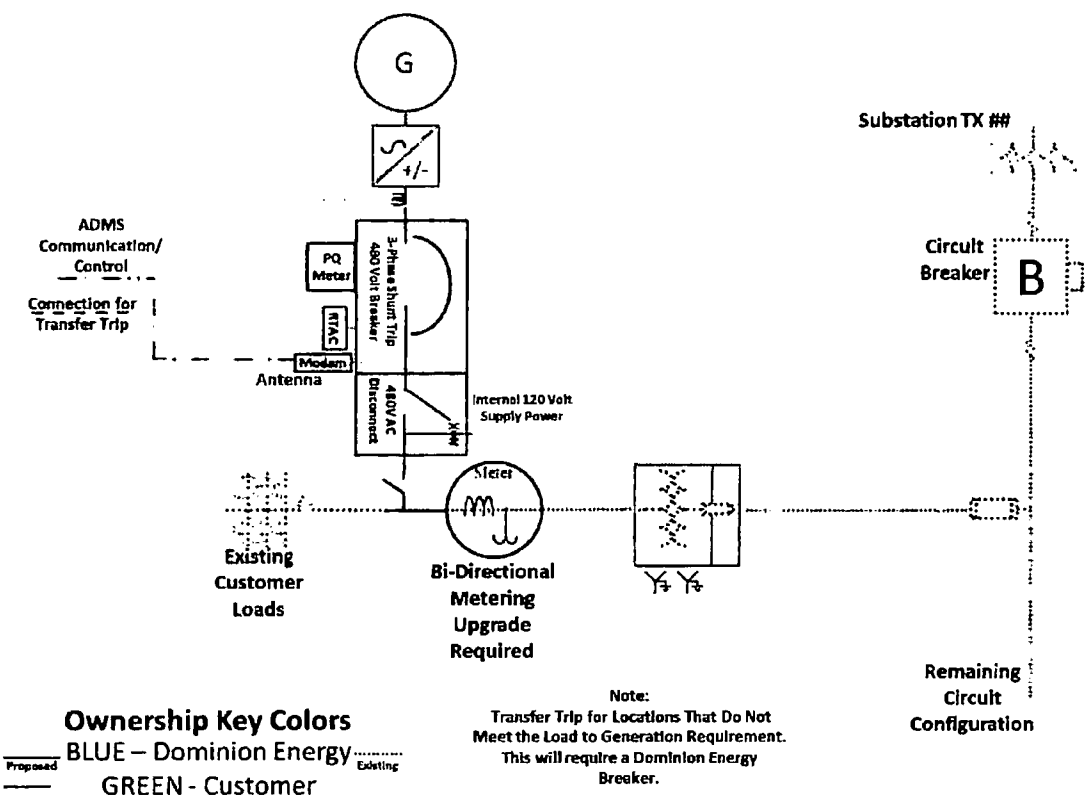 G
+/-
Substation TX ##
ADMS
Communication/
Control
Connection for
Transfer Trip
PQ
Meter
RTAC
Modem
Antenna
3-Phase Shunt Trip
480 Volt Breaker
480V AC
Disconnect
Internal 120 Volt
Supply Power
Circuit
Breaker
B
Meter
Existing
Customer
Loads
Bi-Directional
Metering
Upgrade
Required
Remaining
Circuit
Configuration
Note:
Transfer Trip for Locations That Do Not
Meet the Load to Generation Requirement.
This will require a Dominion Energy
Breaker.
Ownership Key Colors
Proposed BLUE – Dominion Energy Existing
GREEN - Customer